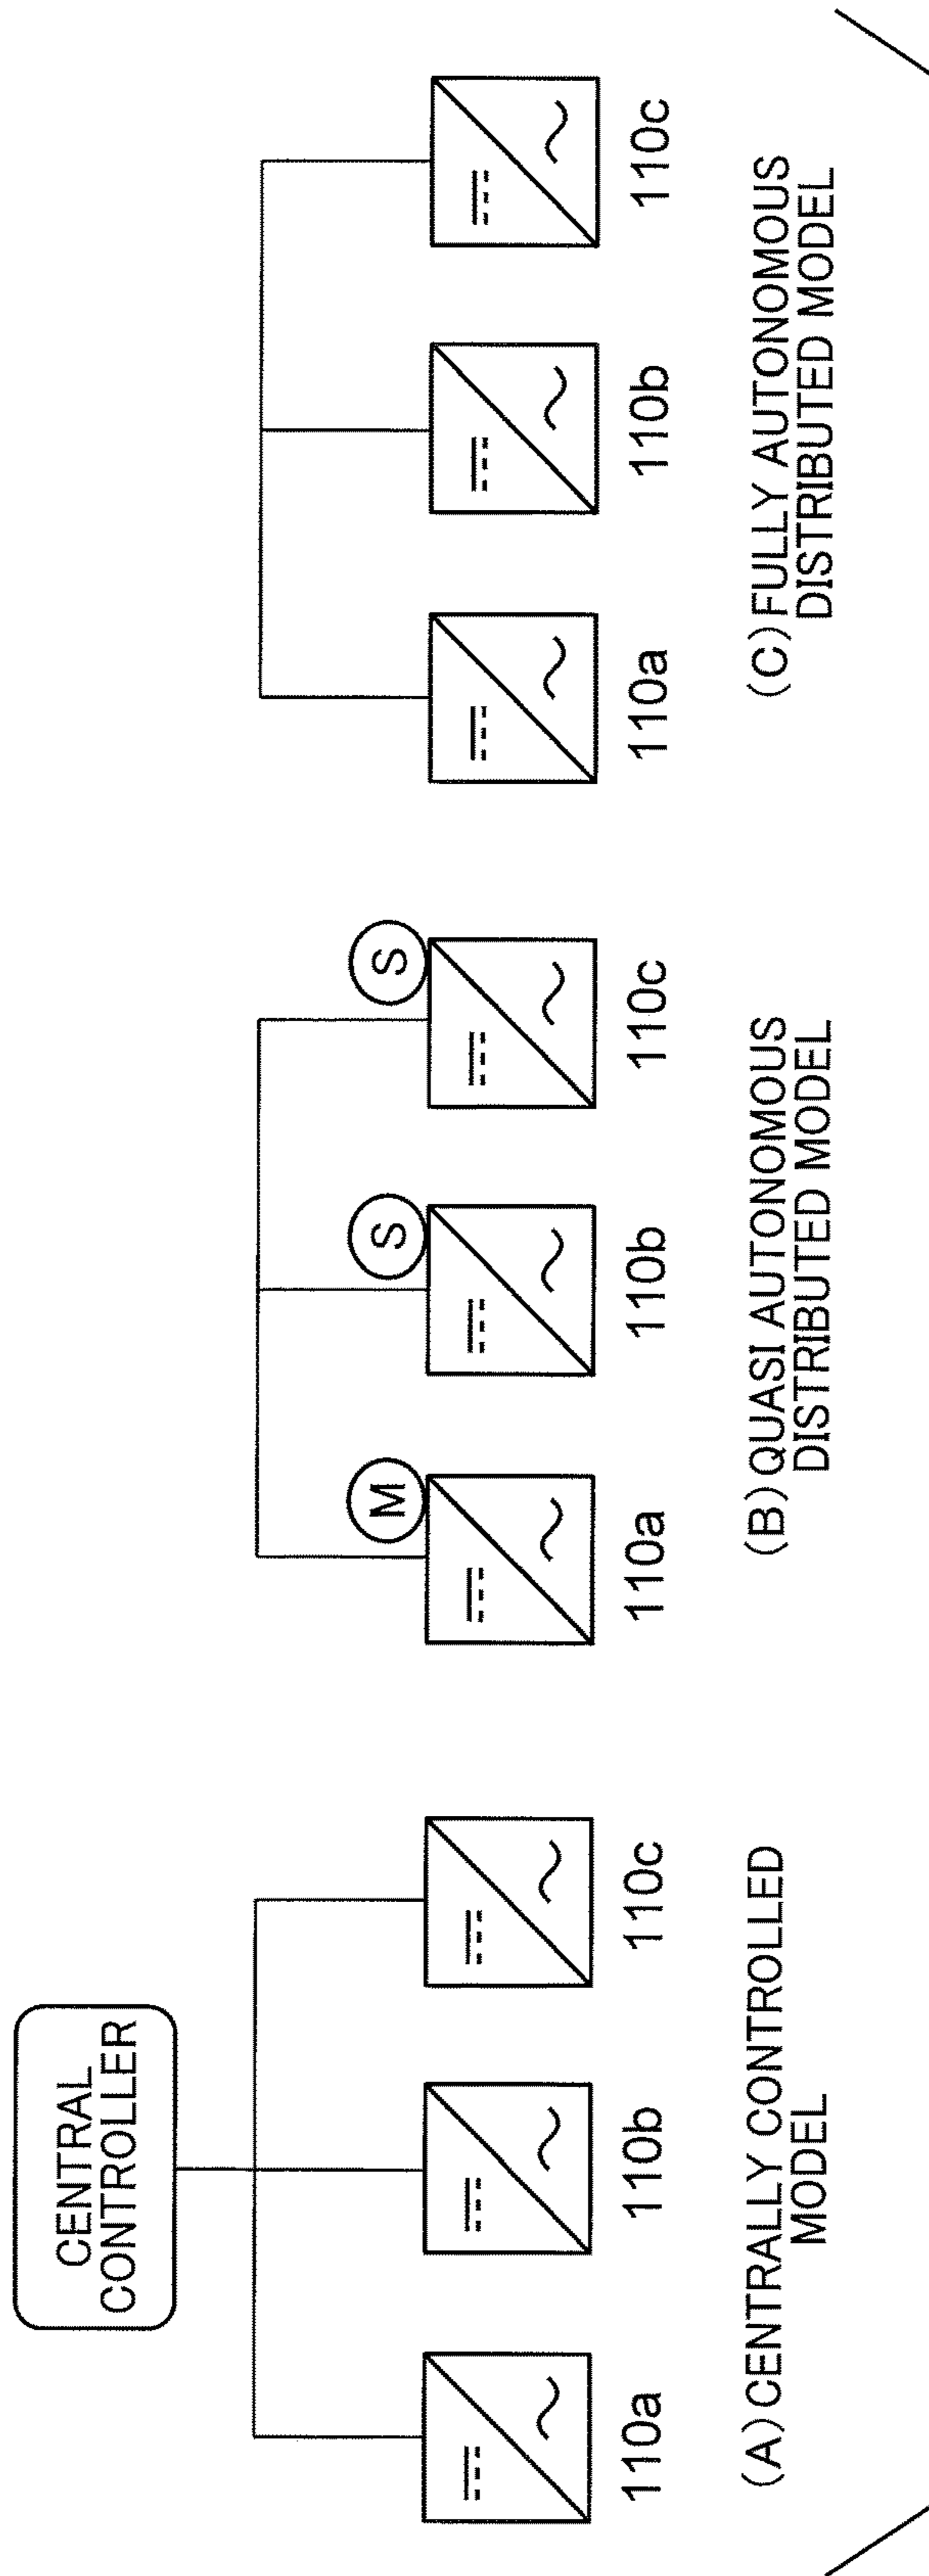 CENTRAL
CONTROLLER
110a
110b
110c
(A) CENTRALLY CONTROLLED
MODEL
M
S
S
110a
110b
110c
(B) QUASI AUTONOMOUS
DISTRIBUTED MODEL
110a
110b
110c
(C) FULLY AUTONOMOUS
DISTRIBUTED MODEL